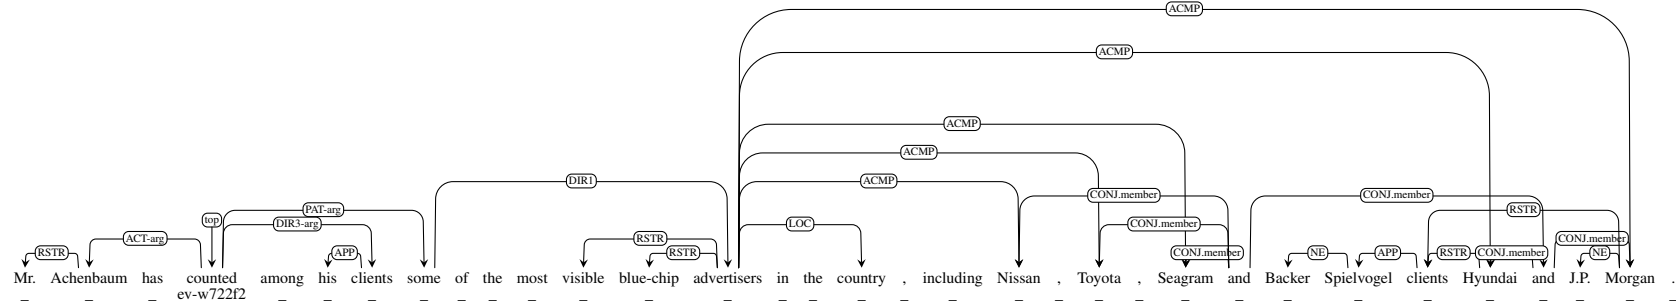 ACMP
ACMP
ACMP
ACMP
DIR1 ACMP
CONJ.member CONJ.member
PAT-arg RSTR
top DIR3-arg LOC CONJ.member
ACT-arg RSTR CONJ.member
RSTR APP RSTR CONJ.member NE APP RSTR CONJ.member NE
Mr. Achenbaum has counted among his clients some of the most visible blue-chip advertisers in the country , including Nissan , Toyota , Seagram and Backer Spielvogel clients Hyundai and J.P. Morgan
ev-w722f2
_ _ _ _ _ _ _ _ _ _ _ _ _ _ _ _ _ _ _ _ _ _ _ _ _ _ _ _ _ _ _ _ _